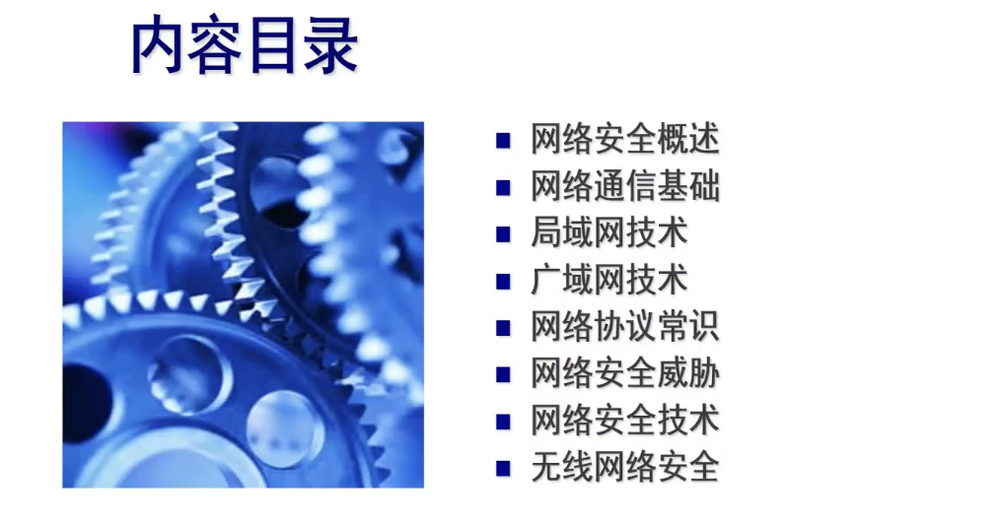 内容目录
网络安全概述
网络通信基础
局域网技术
广域网技术
网络协议常识
网络安全威胁
网络安全技术
无线网络安全